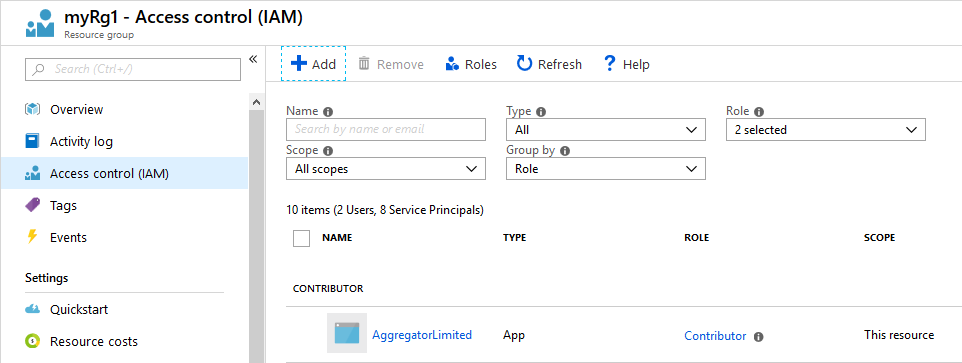 myRg1 - Access control (IAM)
Resource group
Search (Ctrl+/)
«
Overview
Activity log
Access control (IAM)
Tags
Events
Settings
Quickstart
Resource costs
Add
Remove
Roles
Refresh
Help
Name
Type
Role
Search by name or email
All
2 selected
Scope
Group by
All scopes
Role
10 items (2 Users, 8 Service Principals)
NAME TYPE ROLE SCOPE
CONTRIBUTOR
AggregatorLimited App Contributor This resource